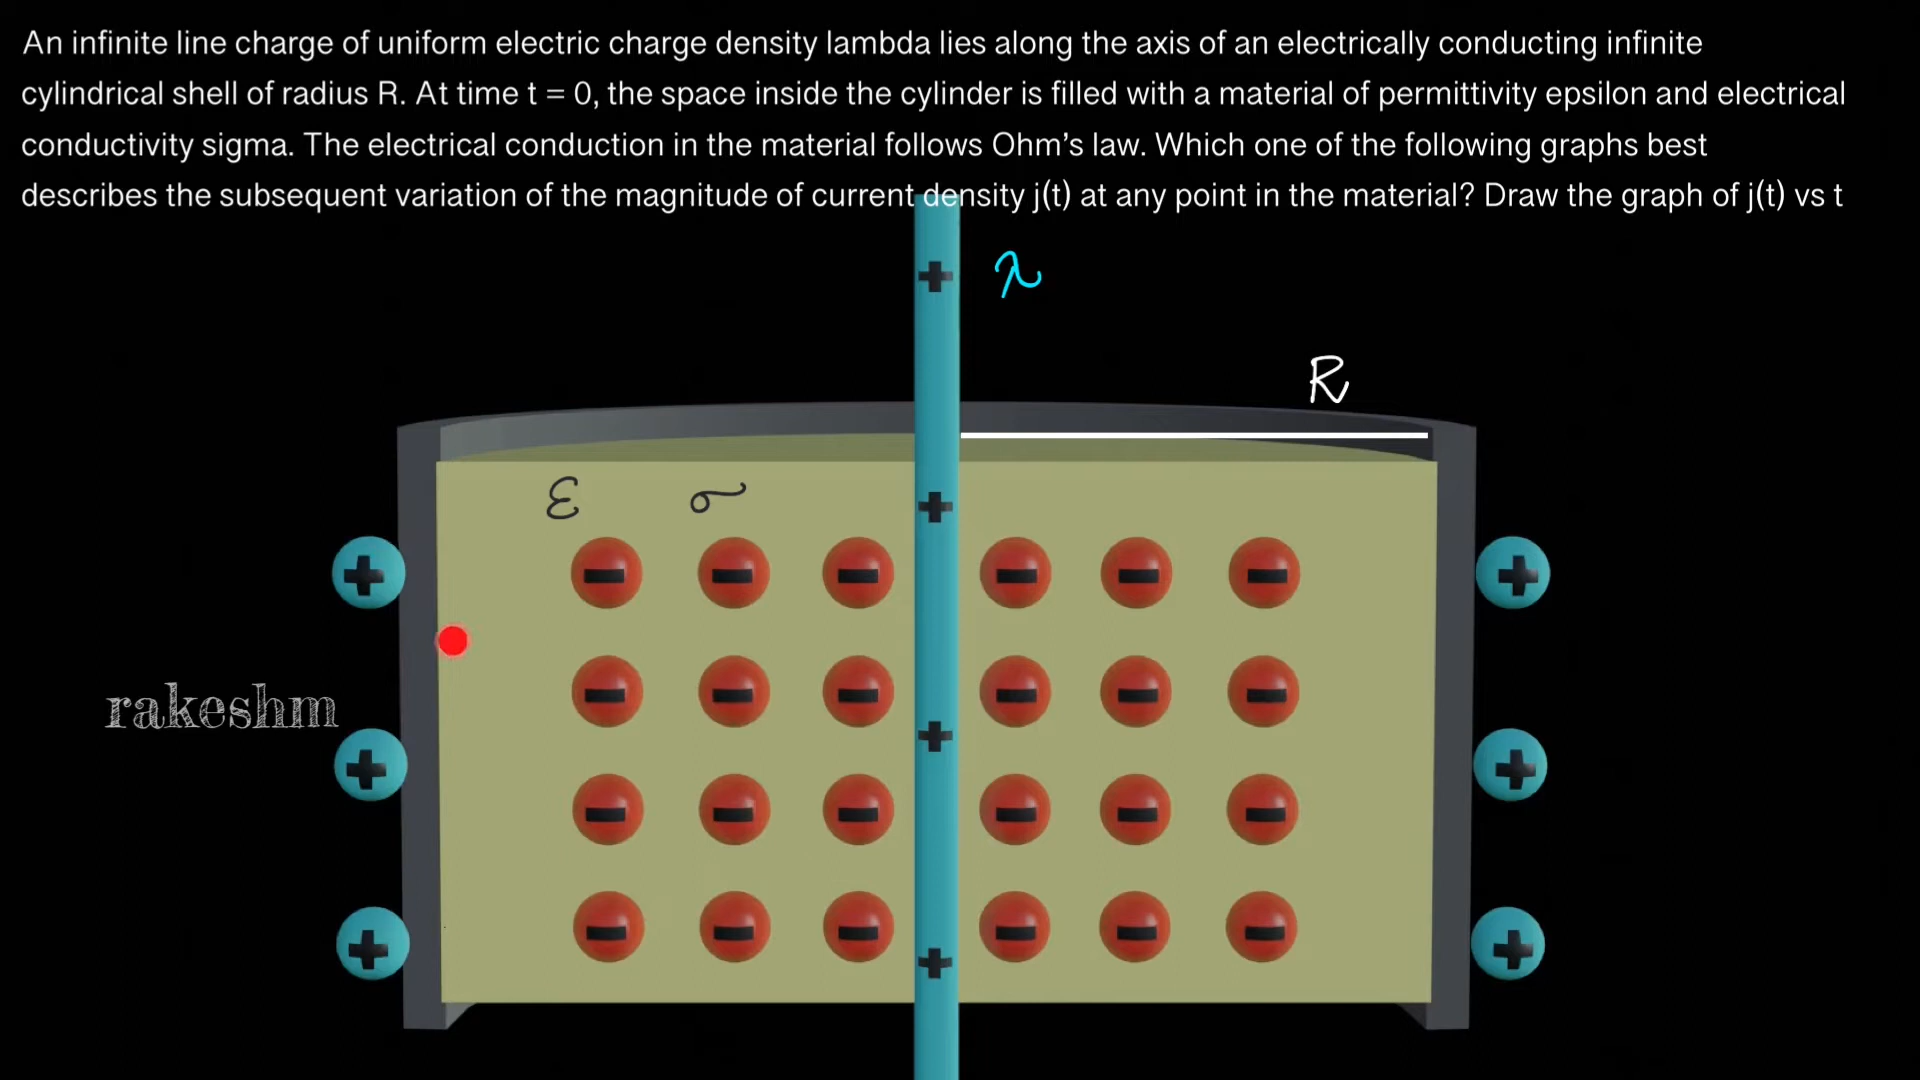 An infinite line charge of uniform electric charge density lambda lies along the axis of an electrically conducting infinite
cylindrical shell of radius R. At time t = 0, the space inside the cylinder is filled with a material of permittivity epsilon and electrical
conductivity sigma. The electrical conduction in the material follows Ohm’s law. Which one of the following graphs best
describes the subsequent variation of the magnitude of current density j(t) at any point in the material? Draw the graph of j(t) vs t
λ
R
ε σ
rakeshm